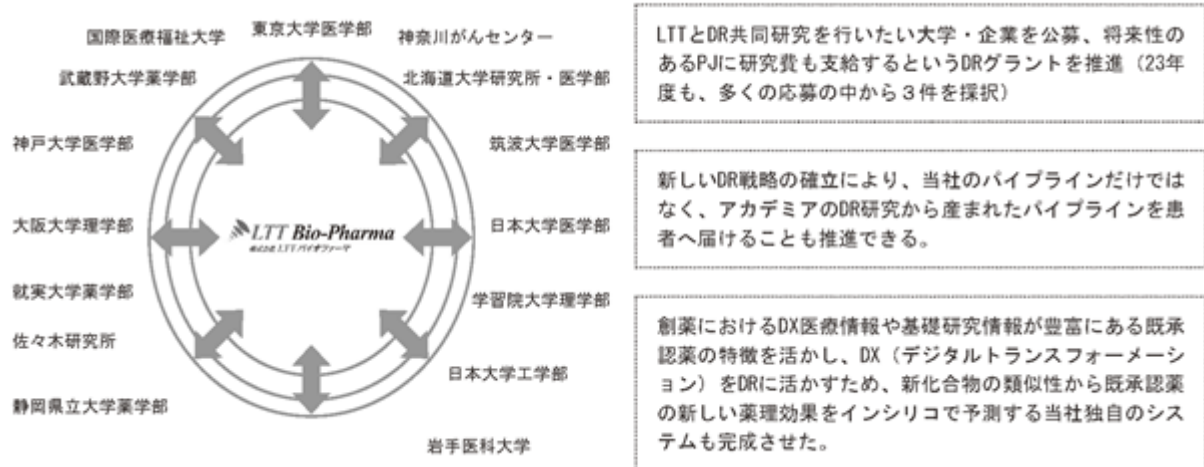 国際医療福祉大学
東京大学医学部
神奈川がんセンター
武蔵野大学薬学部
北海道大学研究所・医学部
神戸大学医学部
筑波大学医学部
大阪大学理学部
LTT Bio-Pharma
株式会社LTTバイオファーマ
日本大学医学部
就実大学薬学部
学習院大学理学部
佐々木研究所
日本大学工学部
静岡県立大学薬学部
岩手医科大学
LTTとDR共同研究を行いたい大学・企業を公募、将来性の
あるPJに研究費も支給するというDRグラントを推進（23年
度も、多くの応募の中から３件を採択）
新しいDR戦略の確立により、当社のパイプラインだけでは
なく、アカデミアのDR研究から産まれたパイプラインを患
者へ届けることも推進できる。
創薬におけるDX医療情報や基礎研究情報が豊富にある既承
認薬の特徴を活かし、DX（デジタルトランスフォーメーシ
ョン）をDRに活かすため、新化合物の類似性から既承認薬
の新しい薬理効果をインシリコで予測する当社独自のシス
テムも完成させた。